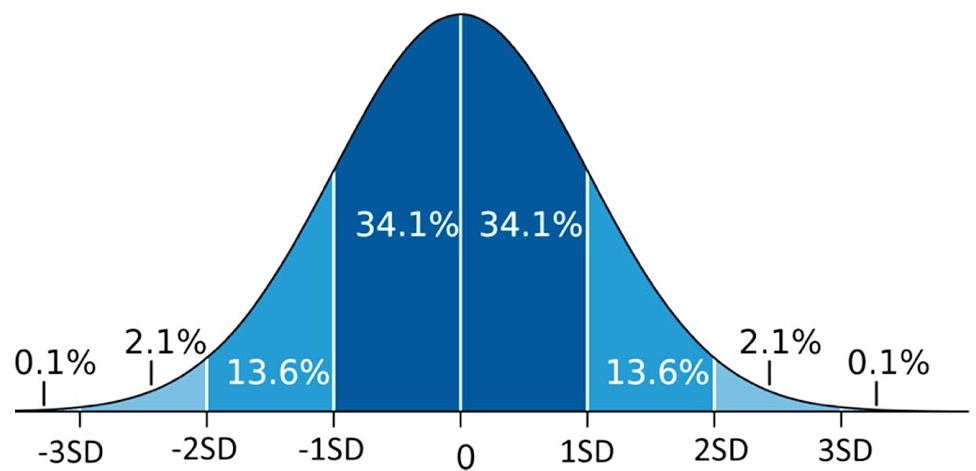 34.1% 34.1%
2.1% 2.1%
0.1% 13.6% 13.6% 0.1%
-3SD -2SD -1SD 0 1SD 2SD 3SD